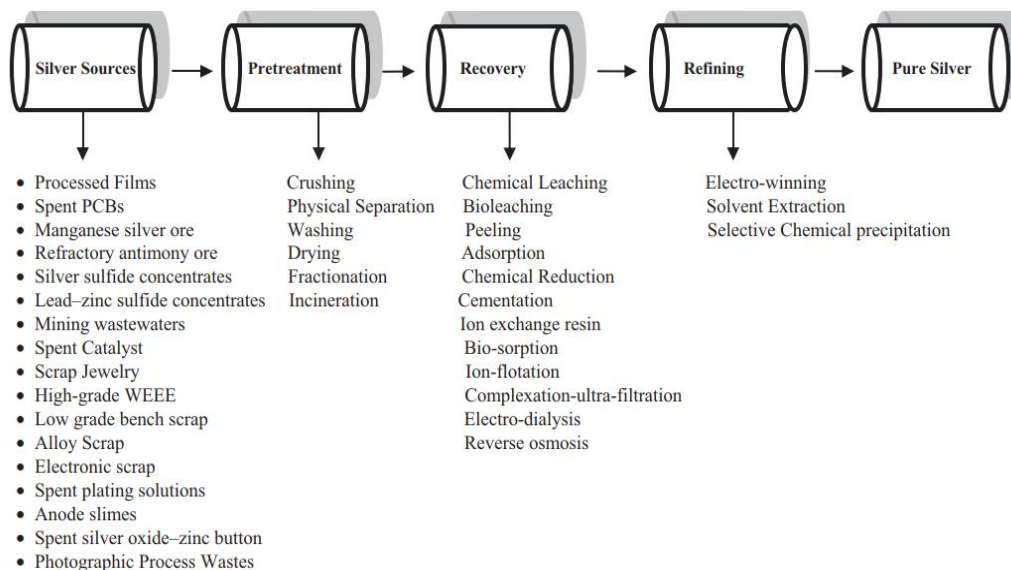 Silver Sources
Pretreatment
Recovery
Refining
Pure Silver
• Processed Films
• Spent PCBs
• Manganese silver ore
• Refractory antimony ore
• Silver sulfide concentrates
• Lead–zinc sulfide concentrates
• Mining wastewaters
• Spent Catalyst
• Scrap Jewelry
• High-grade WEEE
• Low grade bench scrap
• Alloy Scrap
• Electronic scrap
• Spent plating solutions
• Anode slimes
• Spent silver oxide–zinc button
• Photographic Process Wastes
Crushing
Physical Separation
Washing
Drying
Fractionation
Incineration
Chemical Leaching
Bioleaching
Peeling
Adsorption
Chemical Reduction
Cementation
Ion exchange resin
Bio-sorption
Ion-flotation
Complexation-ultra-filtration
Electro-dialysis
Reverse osmosis
Electro-winning
Solvent Extraction
Selective Chemical precipitation